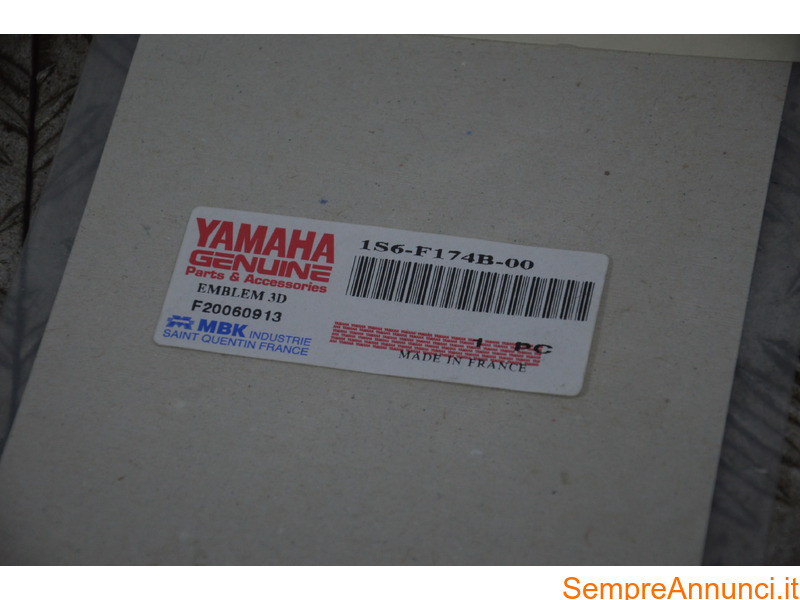 YAMAHA
GENUINE
Parts & Accessories
EMBLEM 3D
F20060913
MBK INDUSTRIE
SAINT QUENTIN FRANCE
1S6-F174B-00
1 PC
MADE IN FRANCE
SempreAnnunci.it